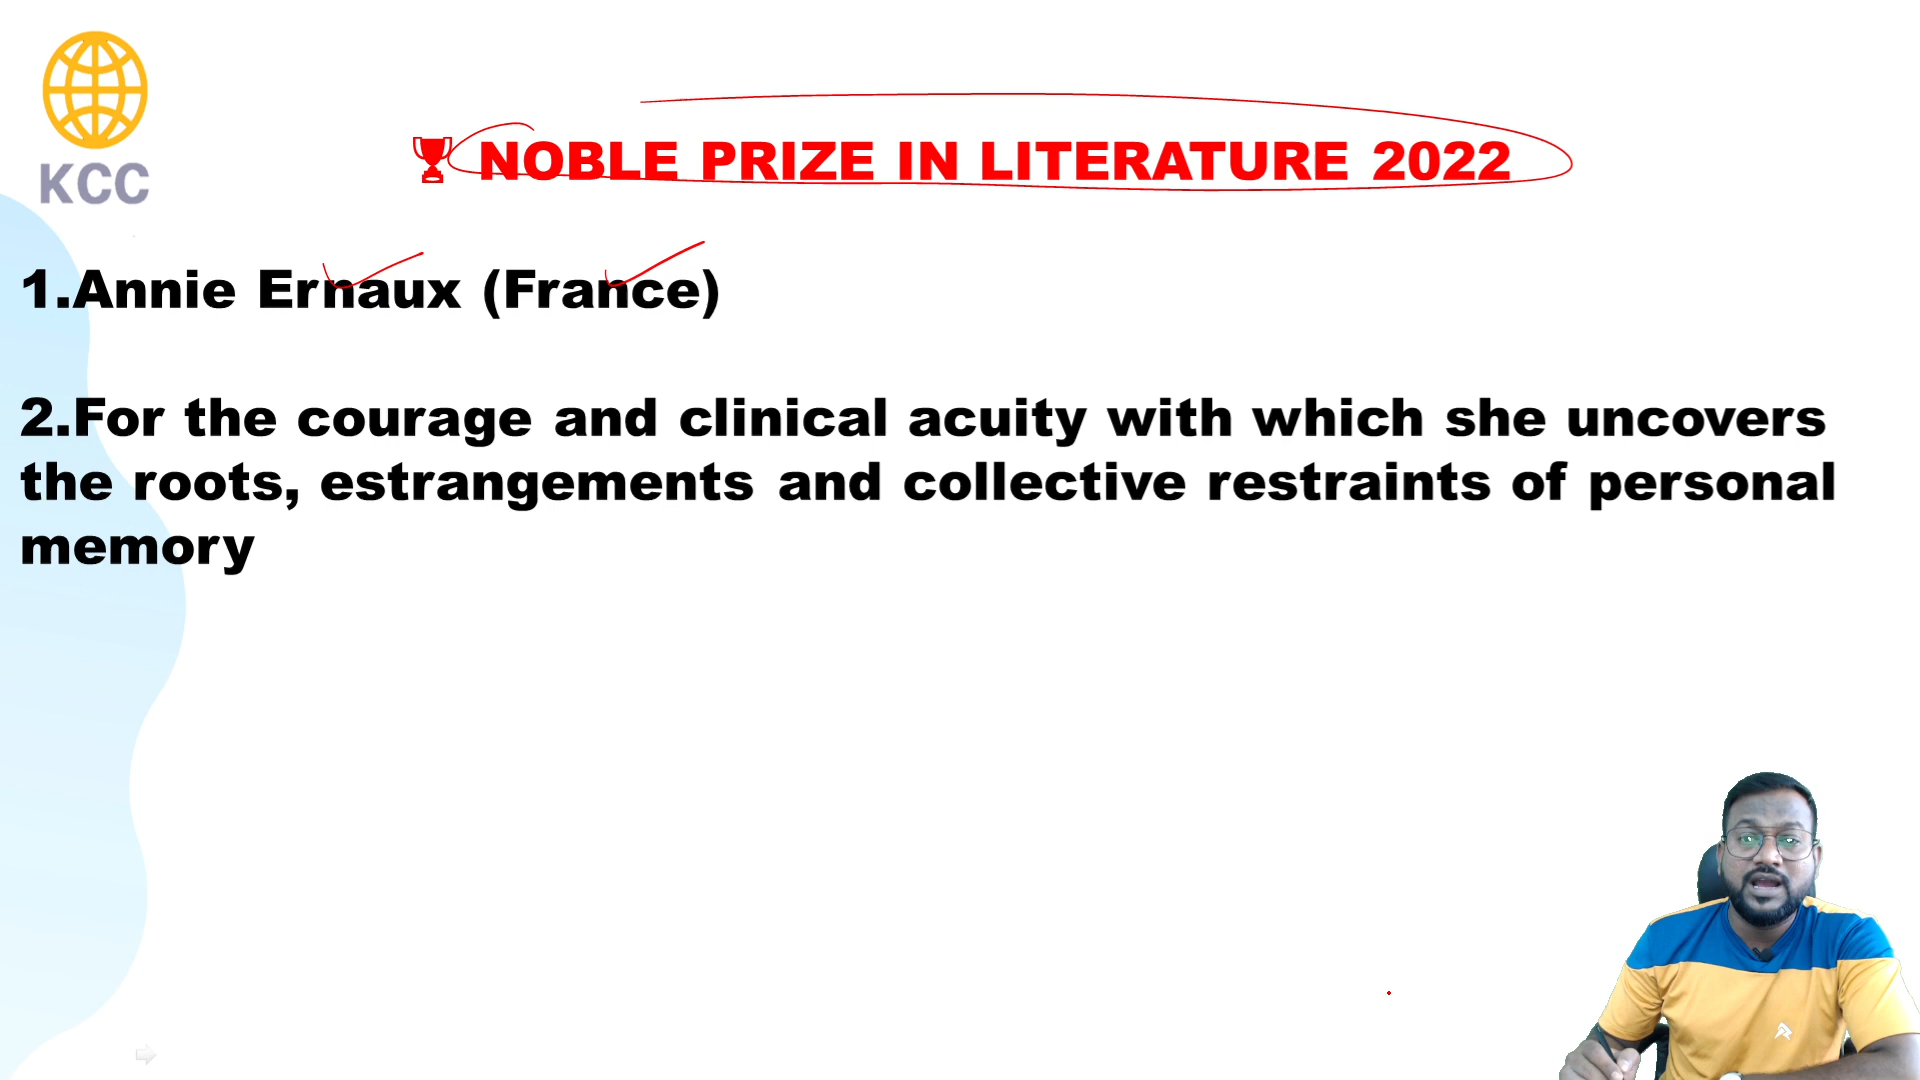 KCC
🏆 NOBLE PRIZE IN LITERATURE 2022
1.Annie Ernaux (France)
2.For the courage and clinical acuity with which she uncovers
the roots, estrangements and collective restraints of personal
memory